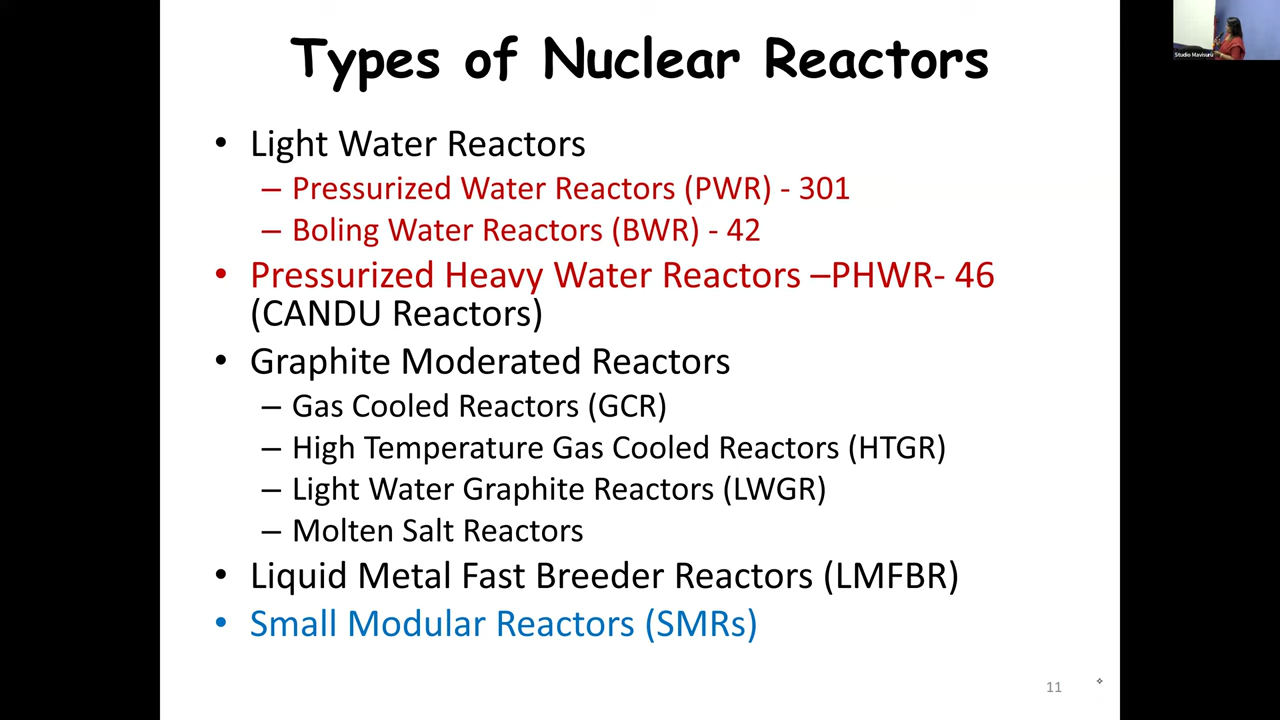 Types of Nuclear Reactors
• Light Water Reactors
– Pressurized Water Reactors (PWR) - 301
– Boling Water Reactors (BWR) - 42
• Pressurized Heavy Water Reactors –PHWR- 46
(CANDU Reactors)
• Graphite Moderated Reactors
– Gas Cooled Reactors (GCR)
– High Temperature Gas Cooled Reactors (HTGR)
– Light Water Graphite Reactors (LWGR)
– Molten Salt Reactors
• Liquid Metal Fast Breeder Reactors (LMFBR)
• Small Modular Reactors (SMRs)
11
Studio Mavisuru